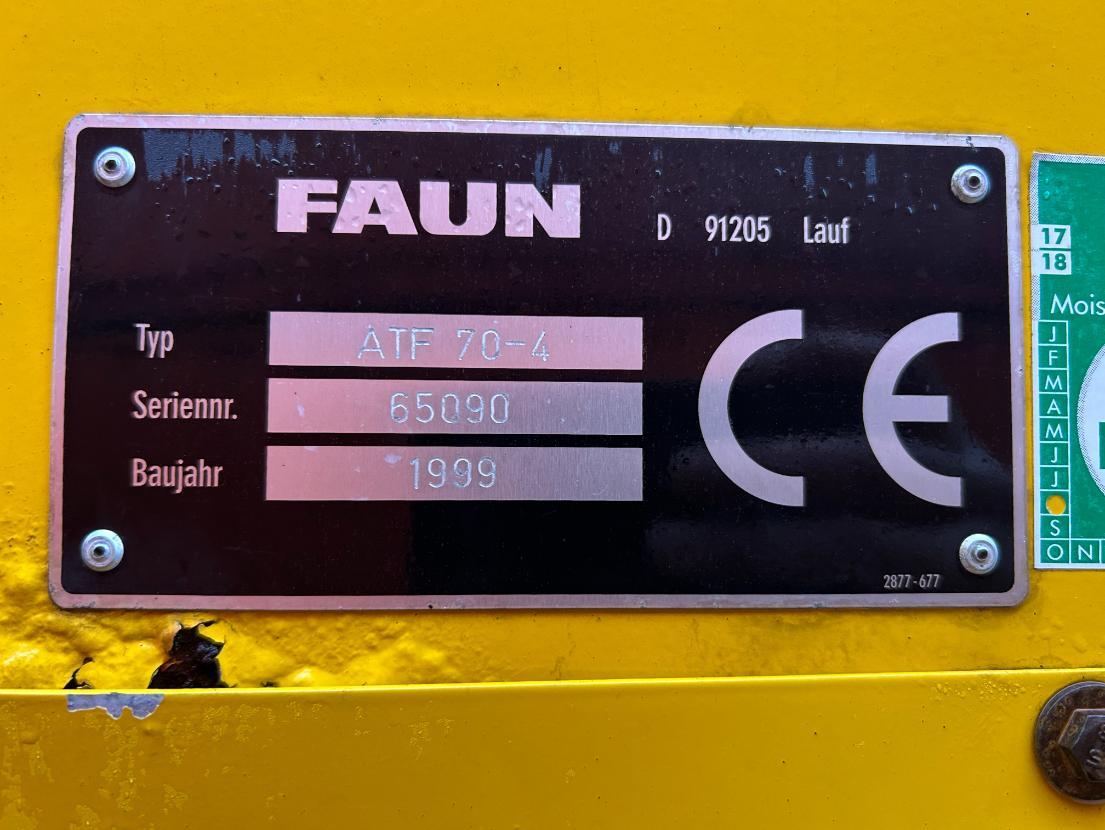 FAUN D 91205 Lauf
Typ ATF 70-4
Seriennr. 65090
Baujahr 1999
CE
2877-677
17
18
Mois
J
F
M
A
M
J
J
S
O N